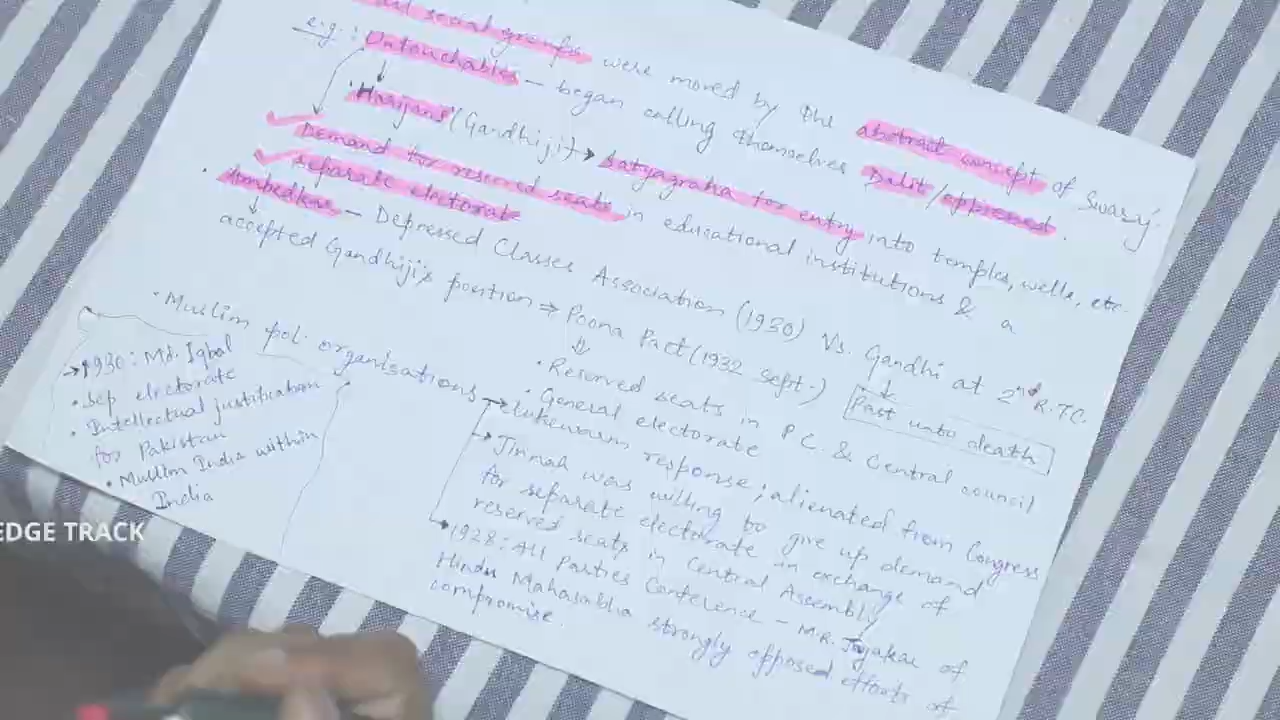 social groups were moved by the abstract concept of Swaraj.
e.g.: Untouchables – began calling themselves Dalit/oppressed.
'Harijans' (Gandhiji) → satyagraha for entry into temples, wells, etc.
Demand for reserved seats in educational institutions & a
separate electorate
• Ambedkar – Depressed Classes Association (1930) Vs. Gandhi at 2nd R.T.C.
accepted Gandhiji's position ⇒ Poona Pact (1932 Sept.)
Fast unto death
• Reserved seats in P.C. & Central council
• General electorate
• Muslim pol. organisations → lukewarm response; alienated from Congress
→ Jinnah was willing to give up demand
for separate electorate in exchange of
reserved seats in Central Assembly
→ 1928: All Parties Conference – M.R. Jayakar of
Hindu Mahasabha strongly opposed efforts at
compromise.
→ 1930: Md. Iqbal
• Sep electorate
• Intellectual justification
for Pakistan
• Muslim India within
India
EDGE TRACK